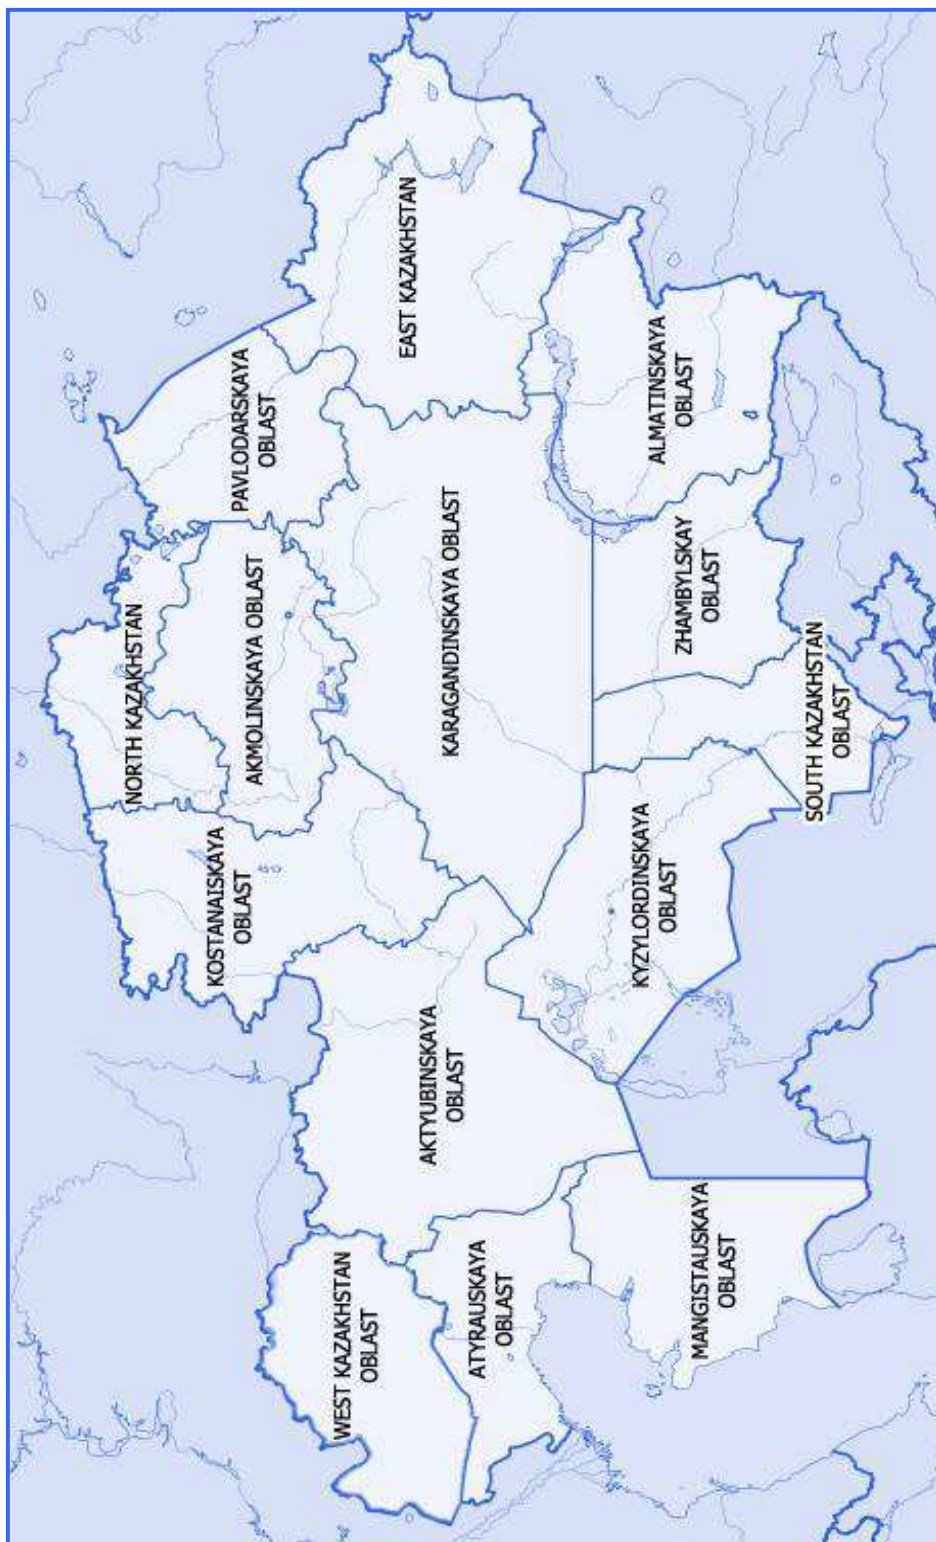 NORTH KAZAKHSTAN
PAVLODARSKAYA
OBLAST
AKMOLINSKAYA OBLAST
KOSTANAISKAYA
OBLAST
EAST KAZAKHSTAN
WEST KAZAKHSTAN
OBLAST
AKTYUBINSKAYA
OBLAST
KARAGANDINSKAYA OBLAST
ATYRAUSKAYA
OBLAST
KYZYLORDINSKAYA
OBLAST
ALMATINSKAYA
OBLAST
ZHAMBYLSKAY
OBLAST
MANGISTAUSKAYA
OBLAST
SOUTH KAZAKHSTAN
OBLAST